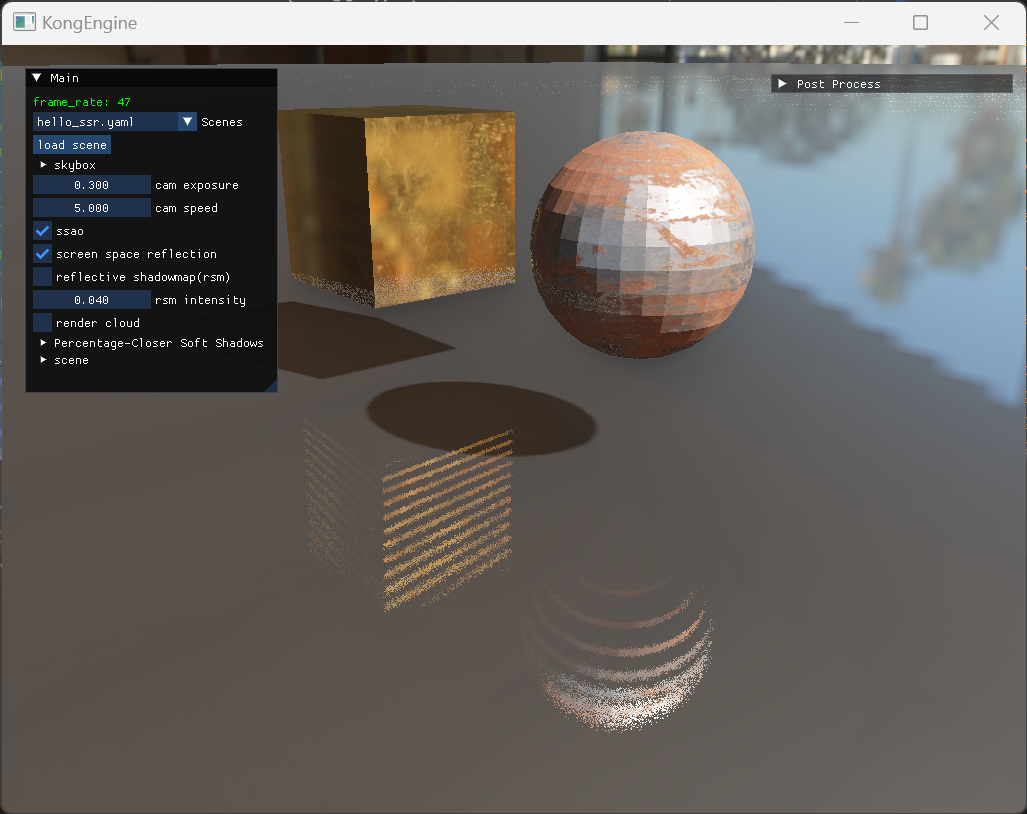 KongEngine
Main
frame_rate: 47
hello_ssr.yaml Scenes
load scene
skybox
0.300 cam exposure
5.000 cam speed
ssao
screen space reflection
reflective shadowmap(rsm)
0.040 rsm intensity
render cloud
Percentage-Closer Soft Shadows
scene
Post Process